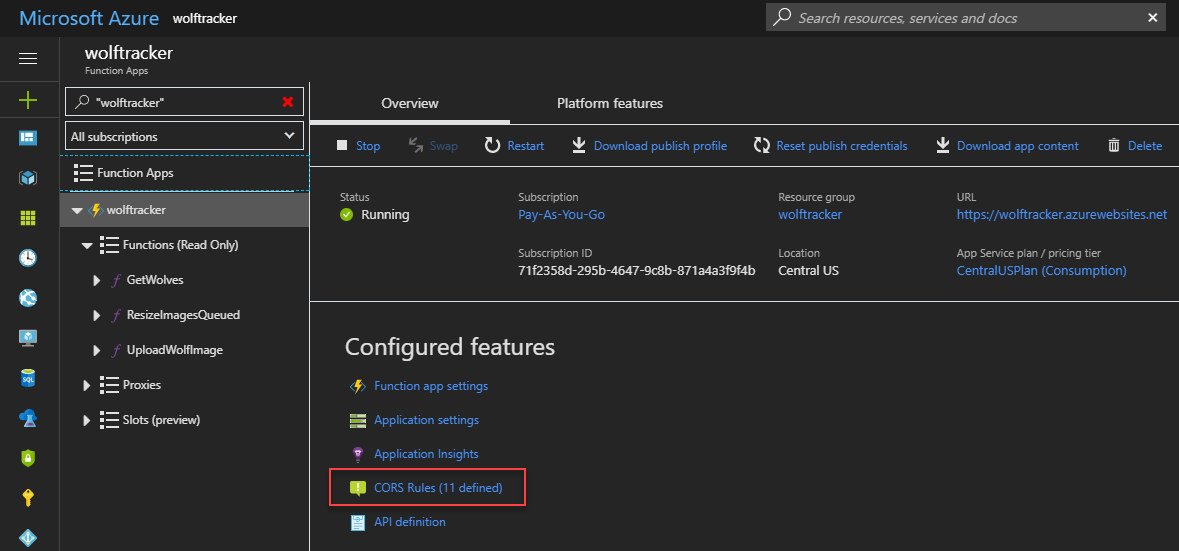 Microsoft Azure wolftracker
Search resources, services and docs
wolftracker
Function Apps
"wolftracker"
All subscriptions
Function Apps
wolftracker
Functions (Read Only)
GetWolves
ResizeImagesQueued
UploadWolfImage
Proxies
Slots (preview)
SQL
Overview Platform features
Stop Swap Restart Download publish profile Reset publish credentials Download app content Delete
Status Subscription Resource group URL
Running Pay-As-You-Go wolftracker https://wolftracker.azurewebsites.net
Subscription ID Location App Service plan / pricing tier
71f2358d-295b-4647-9c8b-871a4a3f9f4b Central US CentralUSPlan (Consumption)
Configured features
Function app settings
Application settings
Application Insights
CORS Rules (11 defined)
API definition